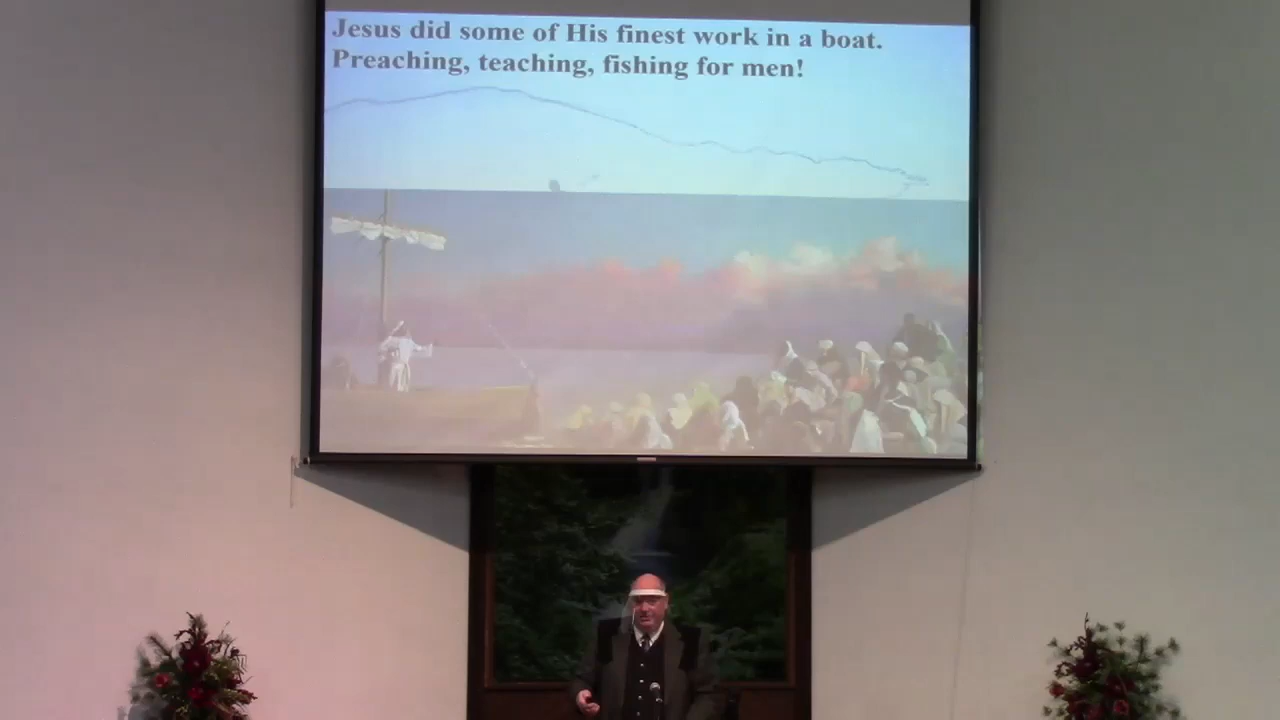 Jesus did some of His finest work in a boat.
Preaching, teaching, fishing for men!